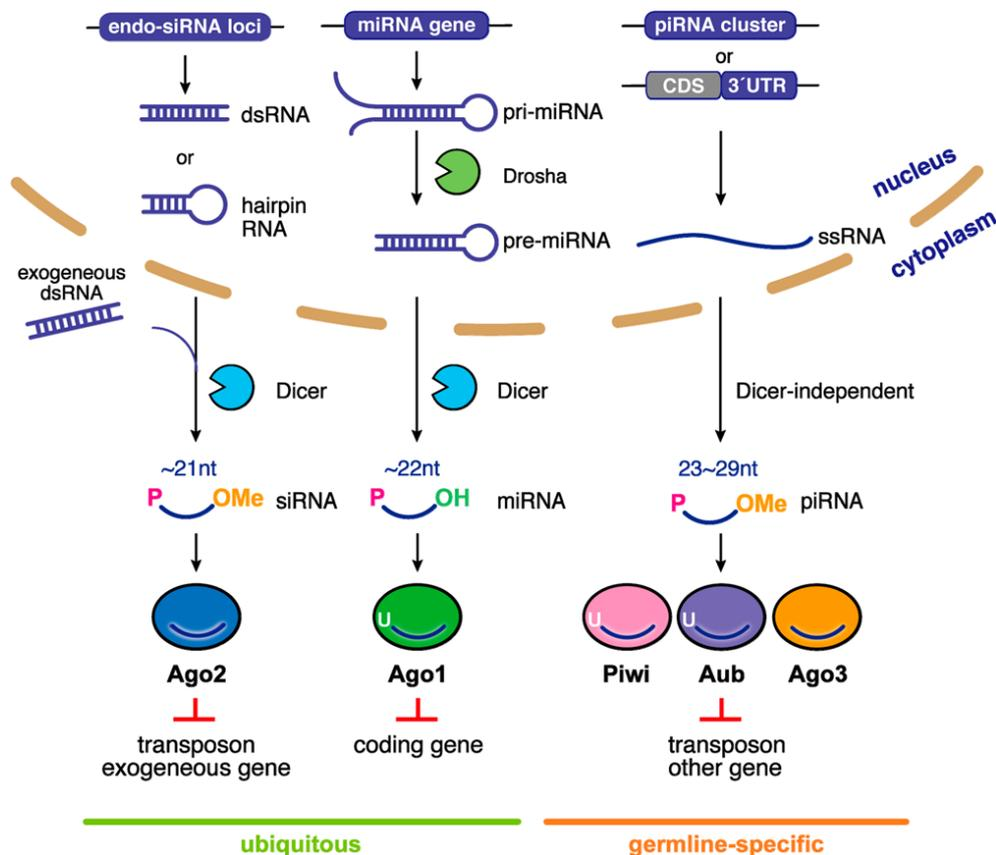 endo-siRNA loci
miRNA gene
piRNA cluster
or
CDS
3´UTR
dsRNA
or
hairpin
RNA
pri-miRNA
Drosha
pre-miRNA
ssRNA
nucleus
cytoplasm
exogeneous
dsRNA
Dicer
Dicer
Dicer-independent
~21nt
P
OMe
siRNA
~22nt
P
OH
miRNA
23~29nt
P
OMe
piRNA
U
U
U
Ago2
Ago1
Piwi
Aub
Ago3
transposon
exogeneous gene
coding gene
transposon
other gene
ubiquitous
germline-specific